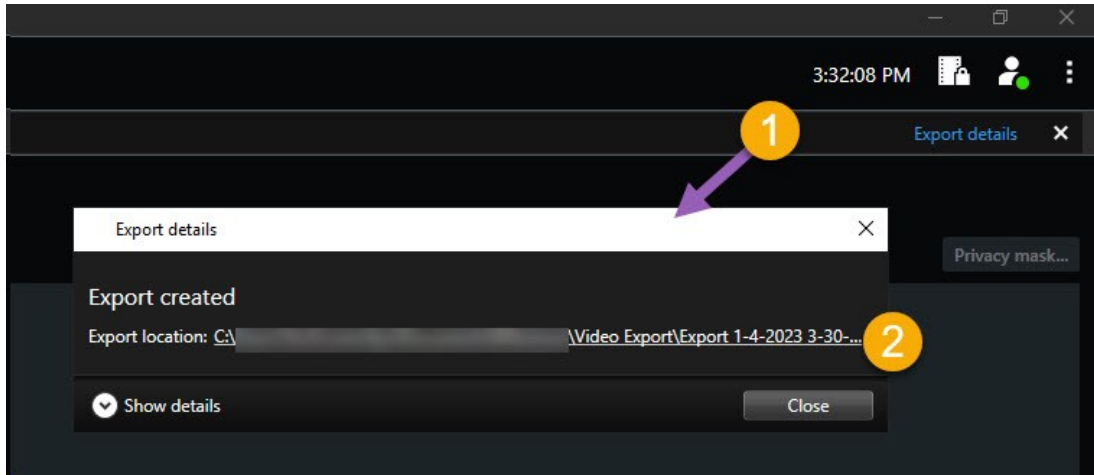 3:32:08 PM
1
Export details
Export details
Privacy mask...
Export created
Export location: C:\ \Video Export\Export 1-4-2023 3-30-...
2
Show details
Close